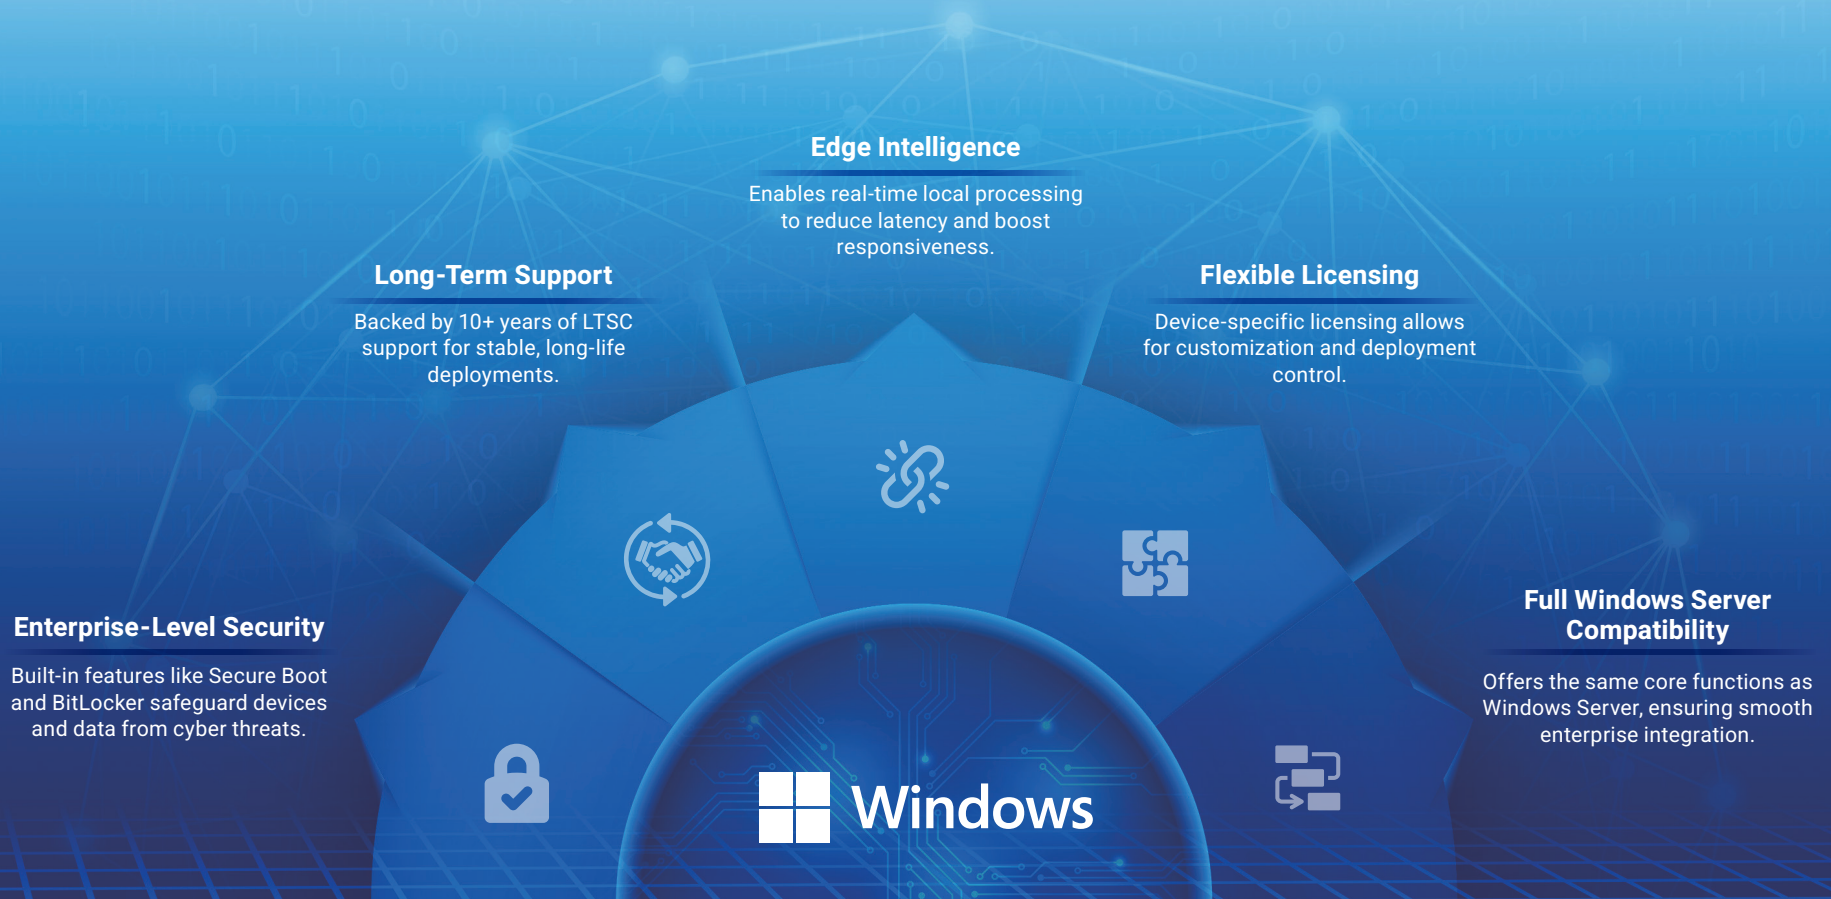 Edge Intelligence
Enables real-time local processing
to reduce latency and boost
responsiveness.
Long-Term Support
Backed by 10+ years of LTSC
support for stable, long-life
deployments.
Flexible Licensing
Device-specific licensing allows
for customization and deployment
control.
Enterprise-Level Security
Built-in features like Secure Boot
and BitLocker safeguard devices
and data from cyber threats.
Full Windows Server
Compatibility
Offers the same core functions as
Windows Server, ensuring smooth
enterprise integration.
Windows